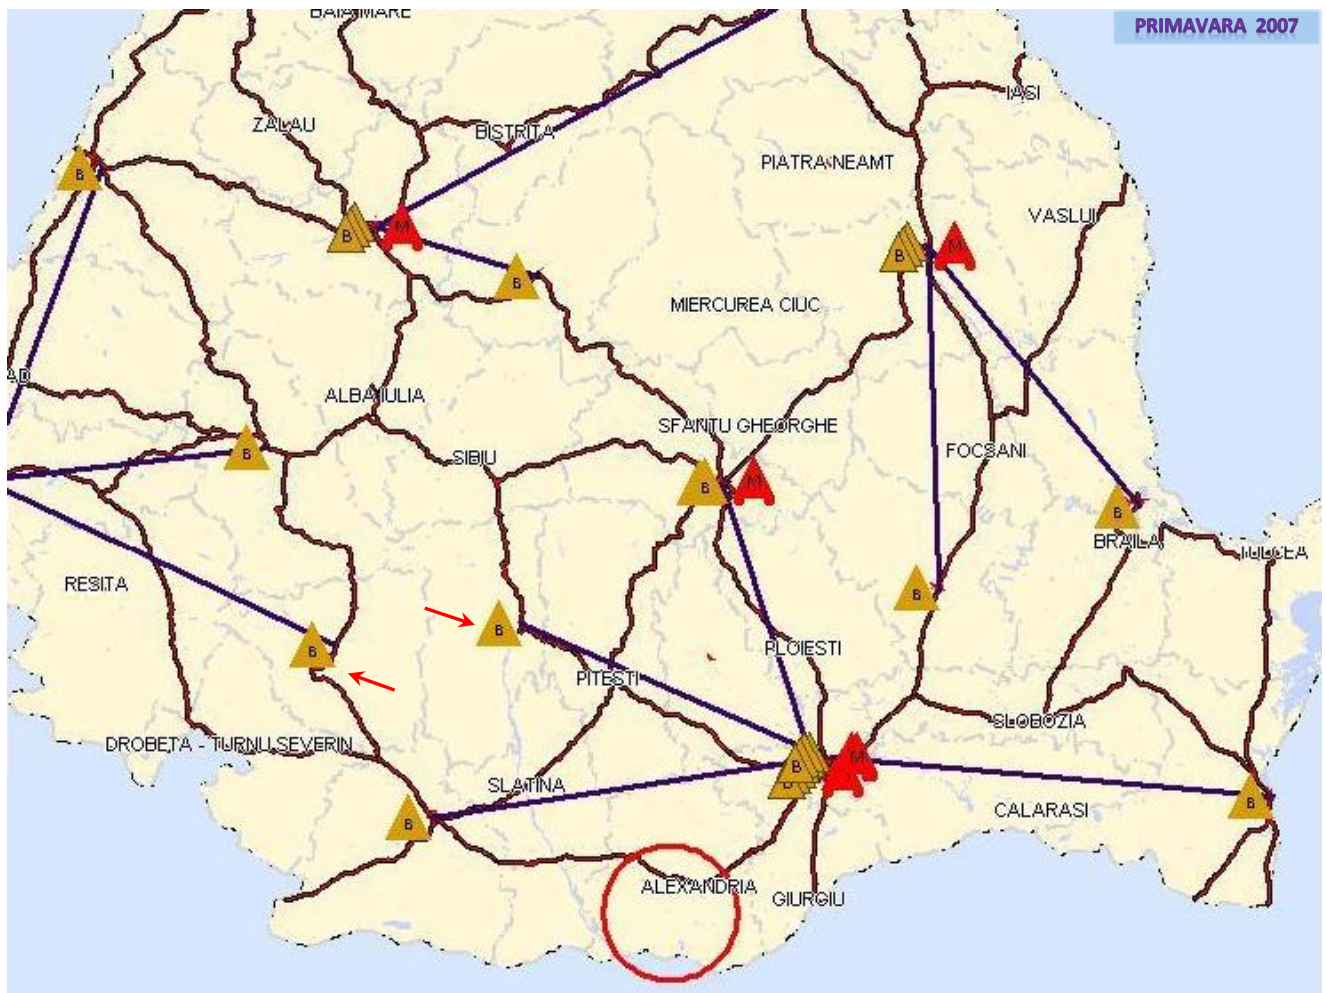 BAIA MARE
PRIMAVARA 2007
IASI
ZALAU
BISTRITA
PIATRA NEAMT
B
VASLUI
M
B
M
B
B
B
MIERCUREA CIUC
AD
ALBA IULIA
SFANTU GHEORGHE
FOCSANI
B
SIBIU
M
B
B
BRAILA
TULCEA
RESITA
B
B
B
PLOIESTI
PITESTI
SLOBOZIA
DROBETA - TURNU SEVERIN
M
B
B
SLATINA
B
CALARASI
B
ALEXANDRIA
GIURGIU